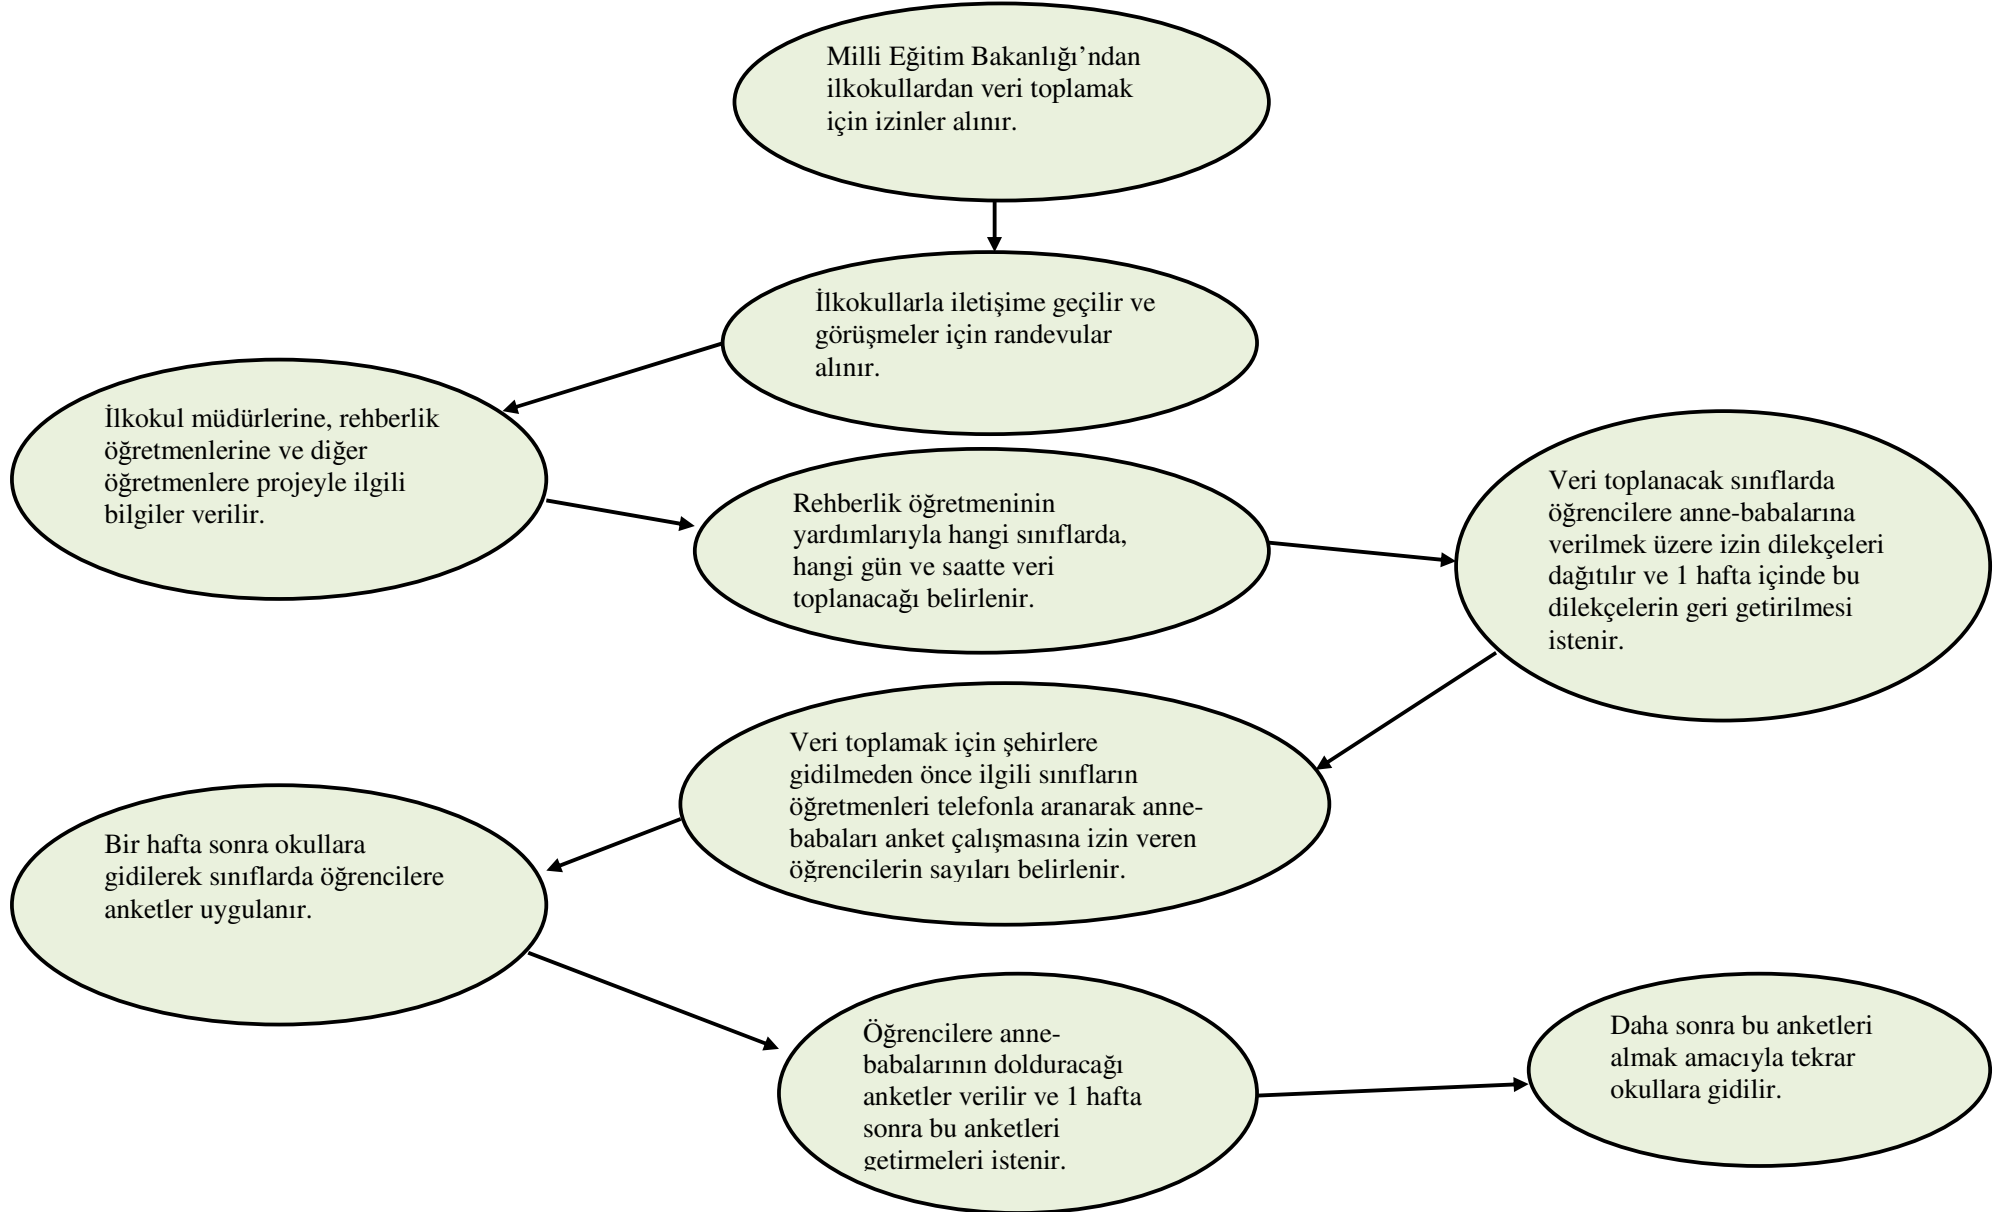 Milli Eğitim Bakanlığı’ndan
ilkokullardan veri toplamak
için izinler alınır.
İlkokullarla iletişime geçilir ve
görüşmeler için randevular
alınır.
İlkokul müdürlerine, rehberlik
öğretmenlerine ve diğer
öğretmenlere projeyle ilgili
bilgiler verilir.
Rehberlik öğretmeninin
yardımlarıyla hangi sınıflarda,
hangi gün ve saatte veri
toplanacağı belirlenir.
Veri toplanacak sınıflarda
öğrencilere anne-babalarına
verilmek üzere izin dilekçeleri
dağıtılır ve 1 hafta içinde bu
dilekçelerin geri getirilmesi
istenir.
Veri toplamak için şehirlere
gidilmeden önce ilgili sınıfların
öğretmenleri telefonla aranarak anne-
babaları anket çalışmasına izin veren
öğrencilerin sayıları belirlenir.
Bir hafta sonra okullara
gidilerek sınıflarda öğrencilere
anketler uygulanır.
Öğrencilere anne-
babalarının dolduracağı
anketler verilir ve 1 hafta
sonra bu anketleri
getirmeleri istenir.
Daha sonra bu anketleri
almak amacıyla tekrar
okullara gidilir.